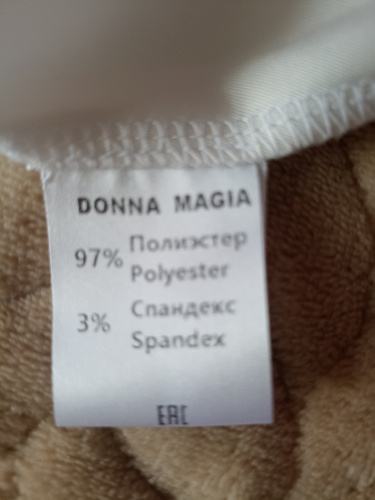 DONNA MAGIA
97% Полиэстер
Polyester
3% Спандекс
Spandex
EAC